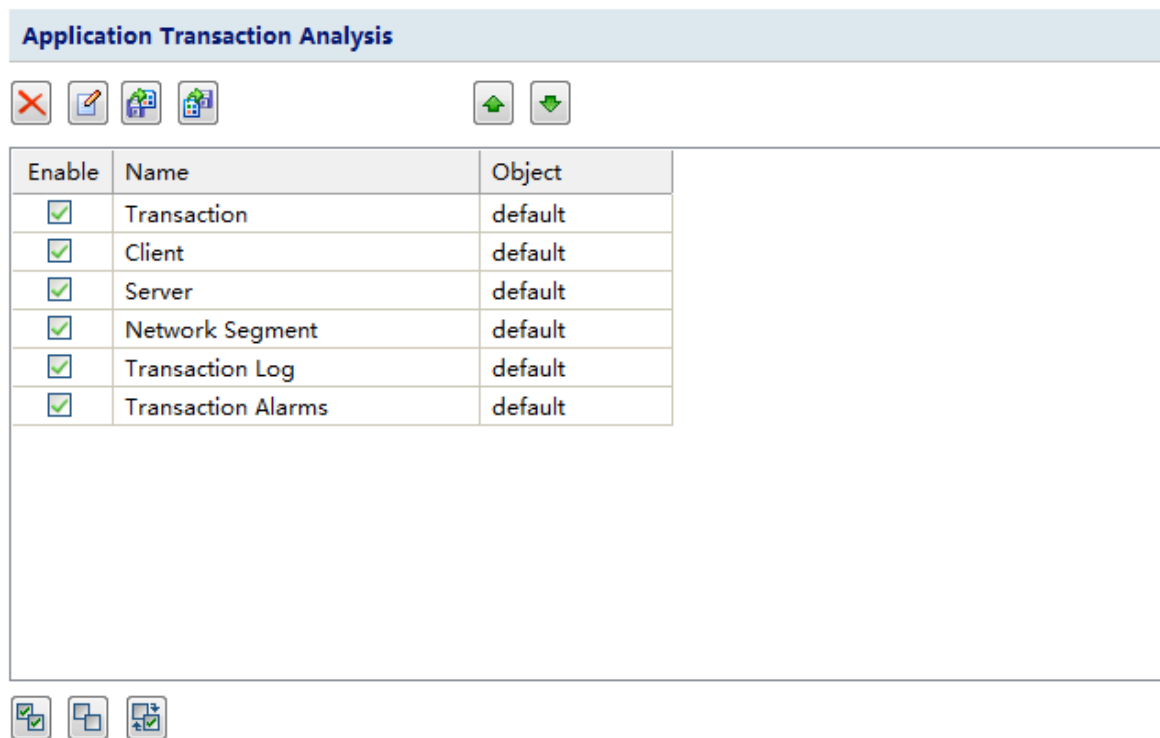 Application Transaction Analysis
Enable Name Object
Transaction default
Client default
Server default
Network Segment default
Transaction Log default
Transaction Alarms default